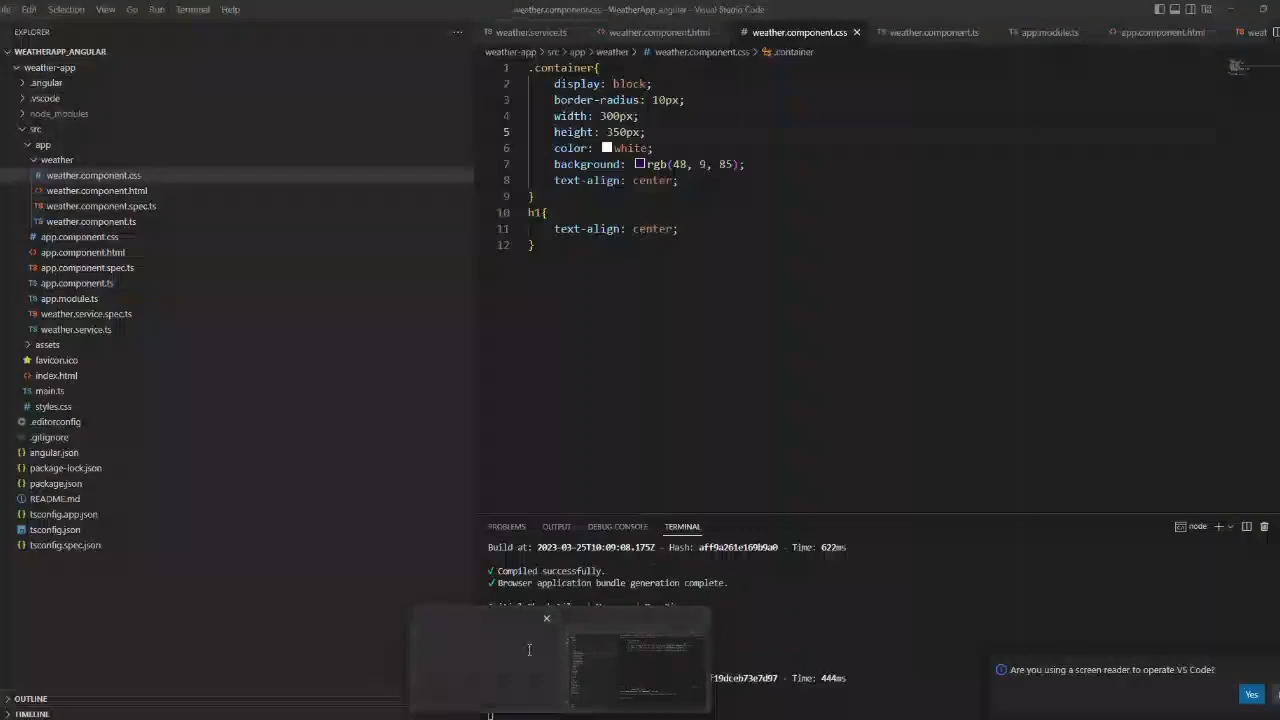 Edit Selection View Go Run Terminal Help
weather.component.css - WeatherApp_angular - Visual Studio Code
EXPLORER
WEATHERAPP_ANGULAR
weather-app
.angular
.vscode
node_modules
src
app
weather
weather.component.css
weather.component.html
weather.component.spec.ts
weather.component.ts
app.component.css
app.component.html
app.component.spec.ts
app.component.ts
app.module.ts
weather.service.spec.ts
weather.service.ts
assets
favicon.ico
index.html
main.ts
styles.css
.editorconfig
.gitignore
angular.json
package-lock.json
package.json
README.md
tsconfig.app.json
tsconfig.json
tsconfig.spec.json
OUTLINE
TIMELINE
weather.service.ts weather.component.html weather.component.css weather.component.ts app.module.ts app.component.html weat
weather-app > src > app > weather > weather.component.css > .container
1 .container{
2 display: block;
3 border-radius: 10px;
4 width: 300px;
5 height: 350px;
6 color: white;
7 background: rgb(48, 9, 85);
8 text-align: center;
9 }
10 h1{
11 text-align: center;
12 }
PROBLEMS OUTPUT DEBUG CONSOLE TERMINAL
node
Build at: 2023-03-25T10:09:08.175Z - Hash: aff9a261e169b9a0 - Time: 622ms
✓ Compiled successfully.
✓ Browser application bundle generation complete.
f19dceb73e7d97 - Time: 444ms
Are you using a screen reader to operate VS Code?
Yes